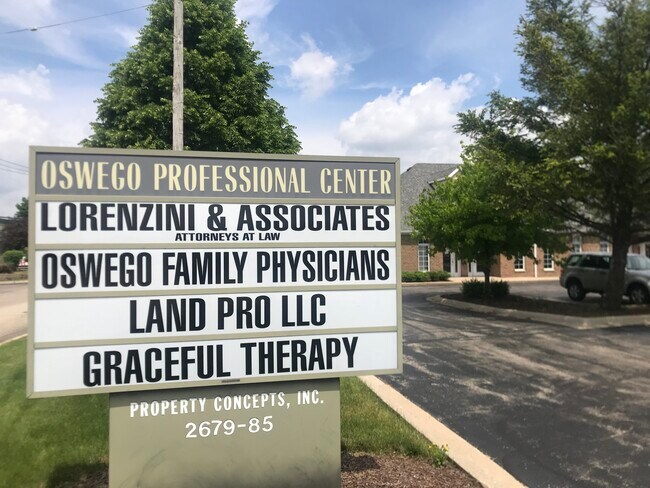 OSWEGO PROFESSIONAL CENTER
LORENZINI & ASSOCIATES
ATTORNEYS AT LAW
OSWEGO FAMILY PHYSICIANS
LAND PRO LLC
GRACEFUL THERAPY
PROPERTY CONCEPTS, INC.
2679-85